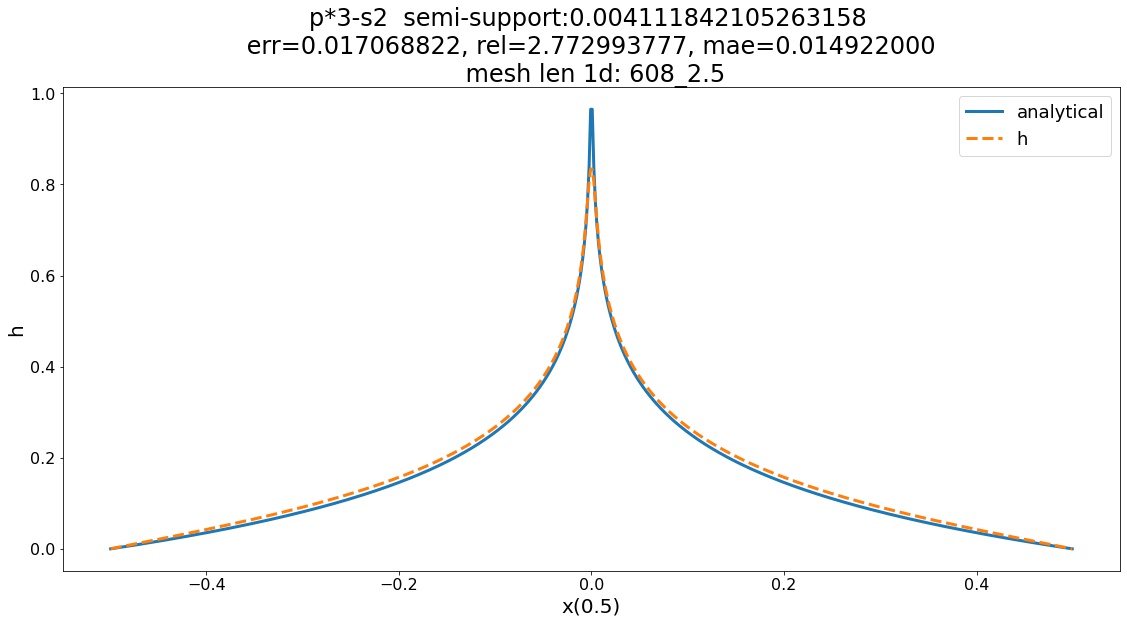 p*3-s2  semi-support:0.004111842105263158
err=0.017068822, rel=2.772993777, mae=0.014922000
mesh len 1d: 608_2.5
analytical
h
1.0
0.8
0.6
0.4
0.2
0.0
h
−0.4
−0.2
0.0
0.2
0.4
x(0.5)